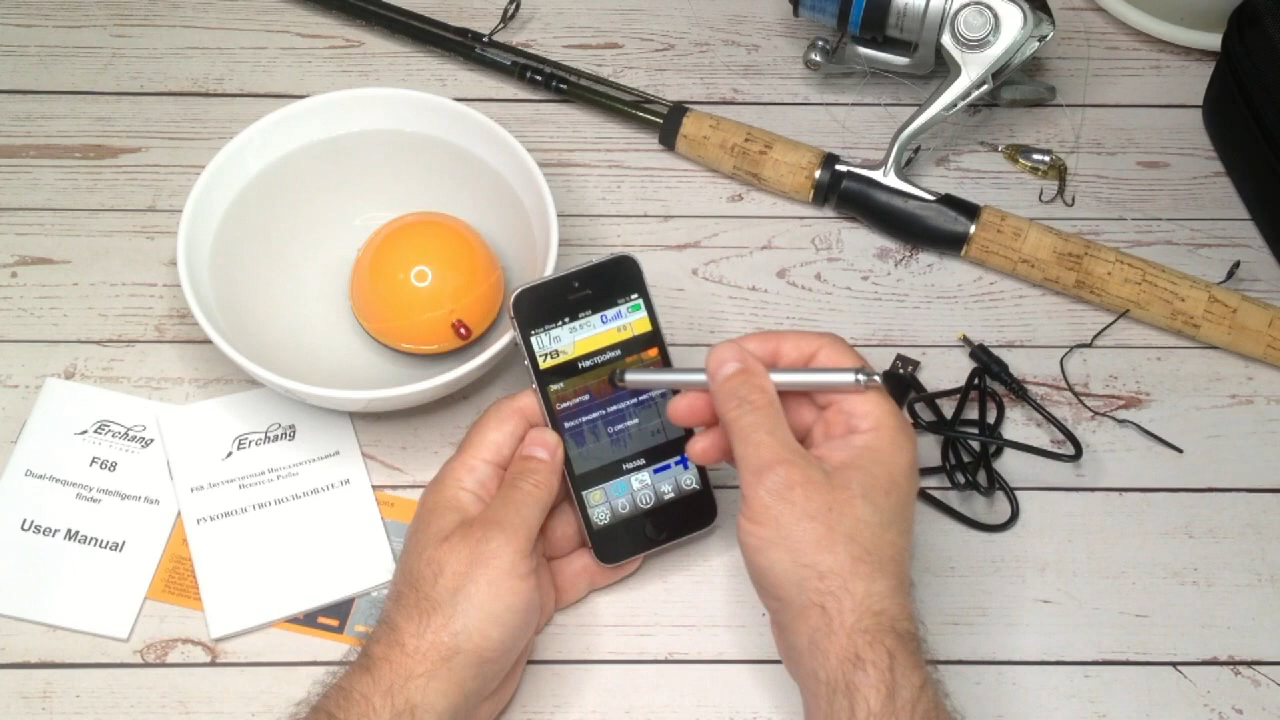 Erchang
F68
Dual-frequency intelligent fish
finder
User Manual
Erchang
F68 Двухчастотный Интеллектуальный
Искатель Рыбы
РУКОВОДСТВО ПОЛЬЗОВАТЕЛЯ
25.5°C
0.7m
78%
Настройки
Звук
Симулятор
Восстановить заводские
О системе
Назад